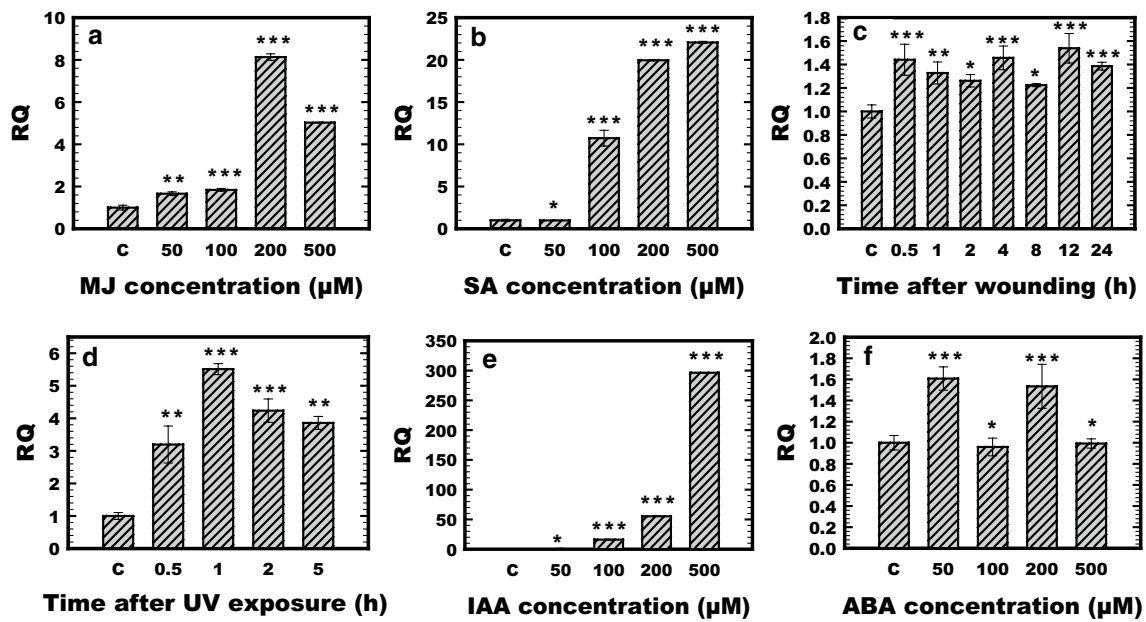 a
RQ
10
8
6
4
2
0
** *** *** ***
C 50 100 200 500
MJ concentration (µM)
b
RQ
25
20
15
10
5
0
* *** *** ***
C 50 100 200 500
SA concentration (µM)
c
RQ
1.8
1.6
1.4
1.2
1.0
0.8
0.6
0.4
0.2
0.0
*** ** * *** * *** ***
C 0.5 1 2 4 8 12 24
Time after wounding (h)
d
RQ
6
5
4
3
2
1
0
** *** *** **
C 0.5 1 2 5
Time after UV exposure (h)
e
RQ
350
300
250
200
150
100
50
0
* *** *** ***
C 50 100 200 500
IAA concentration (µM)
f
RQ
2.0
1.8
1.6
1.4
1.2
1.0
0.8
0.6
0.4
0.2
0.0
*** * *** *
C 50 100 200 500
ABA concentration (µM)